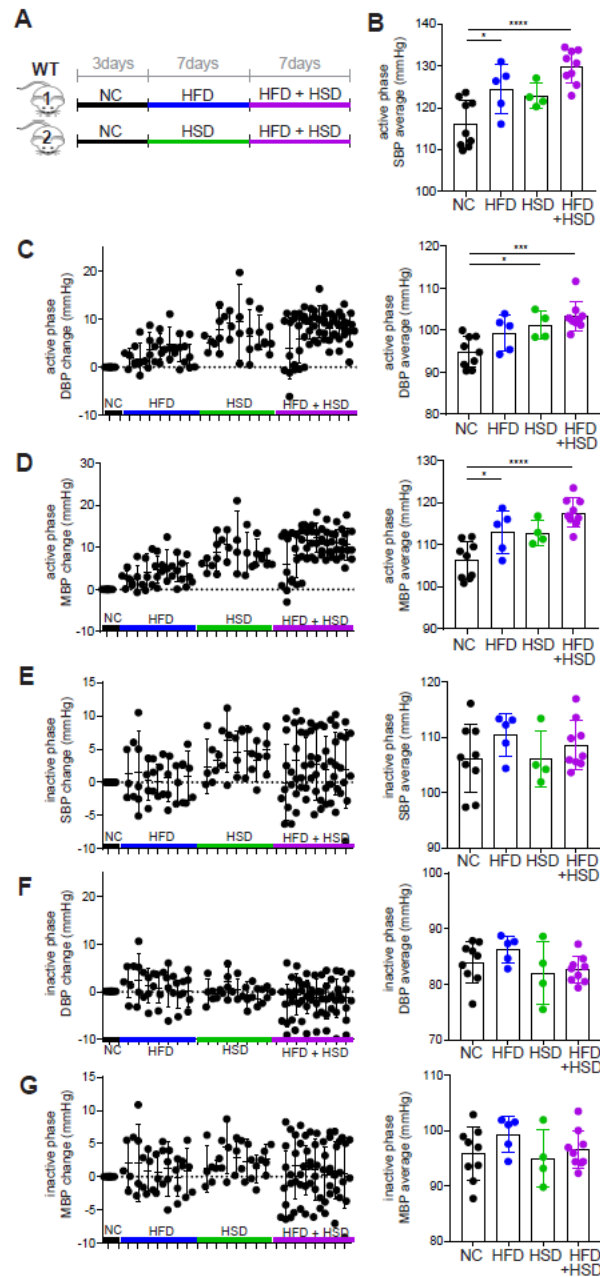 A
WT
3days 7days 7days
1 NC HFD HFD + HSD
2 NC HSD HFD + HSD
B
active phase
SBP average (mmHg)
140
130
120
110
100
* ****
NC HFD HSD HFD
+HSD
C
active phase
DBP change (mmHg)
20
10
0
-10
NC HFD HSD HFD + HSD
active phase
DBP average (mmHg)
120
110
100
90
80
***
*
NC HFD HSD HFD
+HSD
D
active phase
MBP change (mmHg)
30
20
10
0
-10
NC HFD HSD HFD + HSD
active phase
MBP average (mmHg)
130
120
110
100
90
****
*
NC HFD HSD HFD
+HSD
E
inactive phase
SBP change (mmHg)
15
10
5
0
-5
-10
NC HFD HSD HFD + HSD
inactive phase
SBP average (mmHg)
120
110
100
90
NC HFD HSD HFD
+HSD
F
inactive phase
DBP change (mmHg)
20
10
0
-10
NC HFD HSD HFD + HSD
inactive phase
DBP average (mmHg)
100
90
80
70
NC HFD HSD HFD
+HSD
G
inactive phase
MBP change (mmHg)
15
10
5
0
-5
-10
NC HFD HSD HFD + HSD
inactive phase
MBP average (mmHg)
110
100
90
80
NC HFD HSD HFD
+HSD